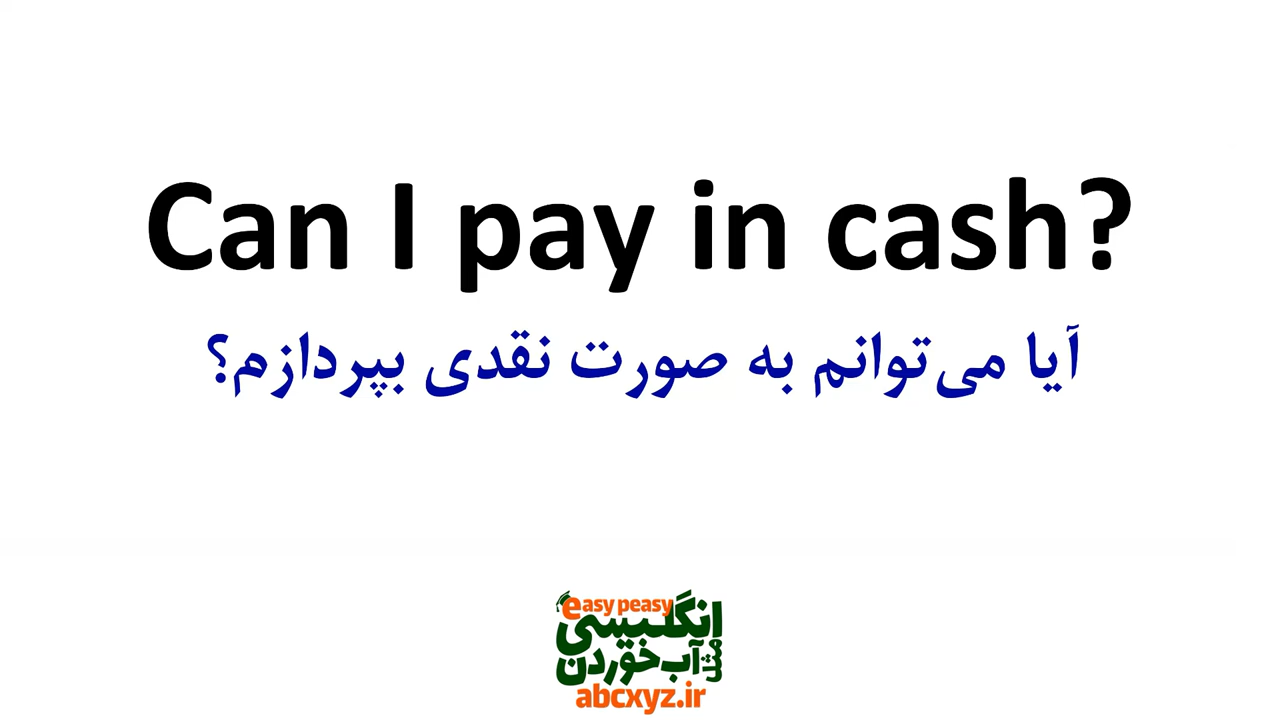 Can I pay in cash?
آیا می‌توانم به صورت نقدی بپردازم؟
easy peasy
انگلیسی
مثل آب خوردن
abcxyz.ir